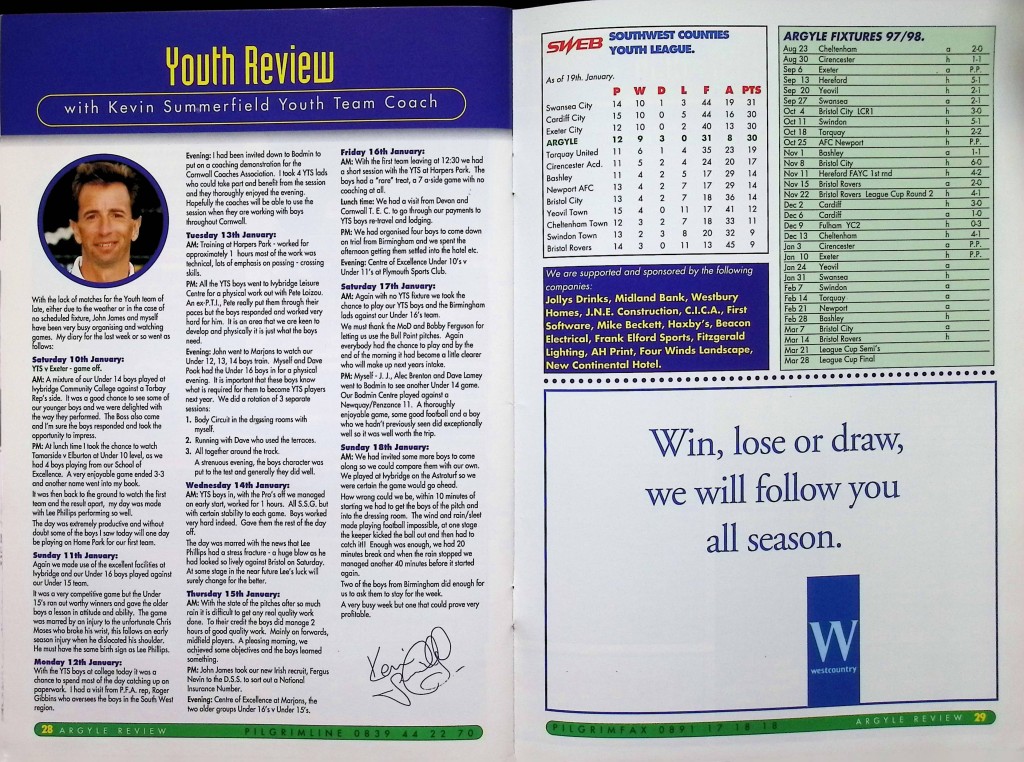 Youth Review
with Kevin Summerfield Youth Team Coach
With the lack of matches for the Youth team of
late, either due to the weather or in the case of
no scheduled fixture, John James and myself
have been very busy organising and watching
games. My diary for the last week or so went as
follows:
Saturday 10th January:
YTS v Exeter - game off.
AM: A mixture of our Under 14 boys played at
Ivybridge Community College against a Torbay
Rep's side. It was a good chance to see some of
our younger boys and we were delighted with
the way they performed. The Boss also came
and I'm sure the boys responded and took the
opportunity to impress.
PM: At lunch time I took the chance to watch
Tamarside v Elburton at Under 10 level, as we
had 4 boys playing from our School of
Excellence. A very enjoyable game ended 3-3
and another name went into my book.
It was then back to the ground to watch the first
team and the result apart, my day was made
with Lee Phillips performing so well.
The day was extremely productive and without
doubt some of the boys I saw today will one day
be playing on Home Park for our first team.
Sunday 11th January:
Again we made use of the excellent facilities at
Ivybridge and our Under 16 boys played against
our Under 15 team.
It was a very competitive game but the Under
15's ran out worthy winners and gave the older
boys a lesson in attitude and ability. The game
was marred by an injury to the unfortunate Chris
Moses who broke his wrist, this follows an early
season injury when he dislocated his shoulder.
He must have the same birth sign as Lee Phillips.
Monday 12th January:
With the YTS boys at college today it was a
chance to spend most of the day catching up on
paperwork. I had a visit from P.F.A. rep, Roger
Gibbins who oversees the boys in the South West
region.
Evening: I had been invited down to Bodmin to
put on a coaching demonstration for the
Cornwall Coaches Association. I took 4 YTS lads
who could take part and benefit from the session
and they thoroughly enjoyed the evening.
Hopefully the coaches will be able to use the
session when they are working with boys
throughout Cornwall.
Tuesday 13th January:
AM: Training at Harpers Park - worked for
approximately 1 hours most of the work was
technical, lots of emphasis on passing - crossing
skills.
PM: All the YTS boys went to Ivybridge Leisure
Centre for a physical work out with Pete Loizou.
An ex-P.T.I., Pete really put them through their
paces but the boys responded and worked very
hard for him. It is an area that we are keen to
develop and physically it is just what the boys
need.
Evening: John went to Marjons to watch our
Under 12, 13, 14 boys train. Myself and Dave
Pook had the Under 16 boys in for a physical
evening. It is important that these boys know
what is required for them to become YTS players
next year. We did a rotation of 3 separate
sessions:
1. Body Circuit in the dressing rooms with
myself.
2. Running with Dave who used the terraces.
3. All together around the track.
A strenuous evening, the boys character was
put to the test and generally they did well.
Wednesday 14th January:
AM: YTS boys in, with the Pro's off we managed
an early start, worked for 1 hours. All S.S.G. but
with certain stability to each game. Boys worked
very hard indeed. Gave them the rest of the day
off.
The day was marred with the news that Lee
Phillips had a stress fracture - a huge blow as he
had looked so lively against Bristol on Saturday.
At some stage in the near future Lee's luck will
surely change for the better.
Thursday 15th January:
AM: With the state of the pitches after so much
rain it is difficult to get any real quality work
done. To their credit the boys did manage 2
hours of good quality work. Mainly on forwards,
midfield players. A pleasing morning, we
achieved some objectives and the boys learned
something.
PM: John James took our new Irish recruit, Fergus
Nevin to the D.S.S. to sort out a National
Insurance Number.
Evening: Centre of Excellence at Marjons, the
two older groups Under 16's v Under 15's.
Friday 16th January:
AM: With the first team leaving at 12:30 we had
a short session with the YTS at Harpers Park. The
boys had a "rare" treat, a 7 a-side game with no
coaching at all.
Lunch time: We had a visit from Devon and
Cornwall T. E. C. to go through our payments to
YTS boys re-travel and lodging.
PM: We had organised four boys to come down
on trial from Birmingham and we spent the
afternoon getting them settled into the hotel etc.
Evening: Centre of Excellence Under 10's v
Under 11's at Plymouth Sports Club.
Saturday 17th January:
AM: Again with no YTS fixture we took the
chance to play our YTS boys and the Birmingham
lads against our Under 16's team.
We must thank the MoD and Bobby Ferguson for
letting us use the Bull Point pitches. Again
everybody had the chance to play and by the
end of the morning it had become a little clearer
who will make up next years intake.
PM: Myself - J.J., Alec Brenton and Dave Lamey
went to Bodmin to see another Under 14 game.
Our Bodmin Centre played against a
Newquay/Penzance 11. A thoroughly
enjoyable game, some good football and a boy
who we hadn't previously seen did exceptionally
well so it was well worth the trip.
Sunday 18th January:
AM: We had invited some more boys to come
along so we could compare them with our own.
We played at Ivybridge on the Astroturf so we
were certain the game would go ahead.
How wrong could we be, within 10 minutes of
starting we had to get the boys of the pitch and
into the dressing room. The wind and rain/sleet
made playing football impossible, at one stage
the keeper kicked the ball out and then had to
catch it!! Enough was enough, we had 20
minutes break and when the rain stopped we
managed another 40 minutes before it started
again.
Two of the boys from Birmingham did enough for
us to ask them to stay for the week.
A very busy week but one that could prove very
profitable.
28 ARGYLE REVIEW
PILGRIMLINE 0839 44 22 70
SWEB SOUTHWEST COUNTIES
YOUTH LEAGUE.
As of 19th. January.
P W D L F A PTS
Swansea City 14 10 1 3 44 19 31
Cardiff City 15 10 0 5 44 16 30
Exeter City 12 10 0 2 40 13 30
ARGYLE 12 9 3 0 31 8 30
Torquay United 11 6 1 4 35 23 19
Cirencester Acad. 11 5 2 4 24 20 17
Bashley 11 4 2 5 17 29 14
Newport AFC 13 4 2 7 17 29 14
Bristol City 13 4 2 7 18 36 14
Yeovil Town 15 4 0 11 17 41 12
Cheltenham Town 12 3 2 7 18 33 11
Swindon Town 13 2 3 8 20 32 9
Bristol Rovers 14 3 0 11 13 45 9
We are supported and sponsored by the following
companies:
Jollys Drinks, Midland Bank, Westbury
Homes, J.N.E. Construction, C.I.C.A., First
Software, Mike Beckett, Haxby's, Beacon
Electrical, Frank Elford Sports, Fitzgerald
Lighting, AH Print, Four Winds Landscape,
New Continental Hotel.
ARGYLE FIXTURES 97/98.
Aug 23 Cheltenham a 2-0
Aug 30 Cirencester h 1-1
Sep 6 Exeter a P.P.
Sep 13 Hereford h 5-1
Sep 20 Yeovil h 2-1
Sep 27 Swansea a 2-1
Oct 4 Bristol City LCR1 h 3-0
Oct 11 Swindon h 5-1
Oct 18 Torquay h 2-2
Oct 25 AFC Newport h P.P.
Nov 1 Bashley a 1-1
Nov 8 Bristol City h 6-0
Nov 11 Hereford FAYC 1st rnd h 4-2
Nov 15 Bristol Rovers a 2-0
Nov 22 Bristol Rovers League Cup Round 2 h 4-1
Dec 2 Cardiff h 3-0
Dec 6 Cardiff a 1-0
Dec 9 Fulham YC2 h 0-3
Dec 13 Cheltenham h 4-1
Jan 3 Cirencester a P.P.
Jan 10 Exeter h P.P.
Jan 24 Yeovil a
Jan 31 Swansea h
Feb 7 Swindon a
Feb 14 Torquay a
Feb 21 Newport a
Feb 28 Bashley h
Mar 7 Bristol City a
Mar 14 Bristol Rovers h
Mar 21 League Cup Semi's
Mar 28 League Cup Final
Win, lose or draw,
we will follow you
all season.
W
westcountry
PILGRIMFAX 0891 17 18 18
ARGYLE REVIEW 29